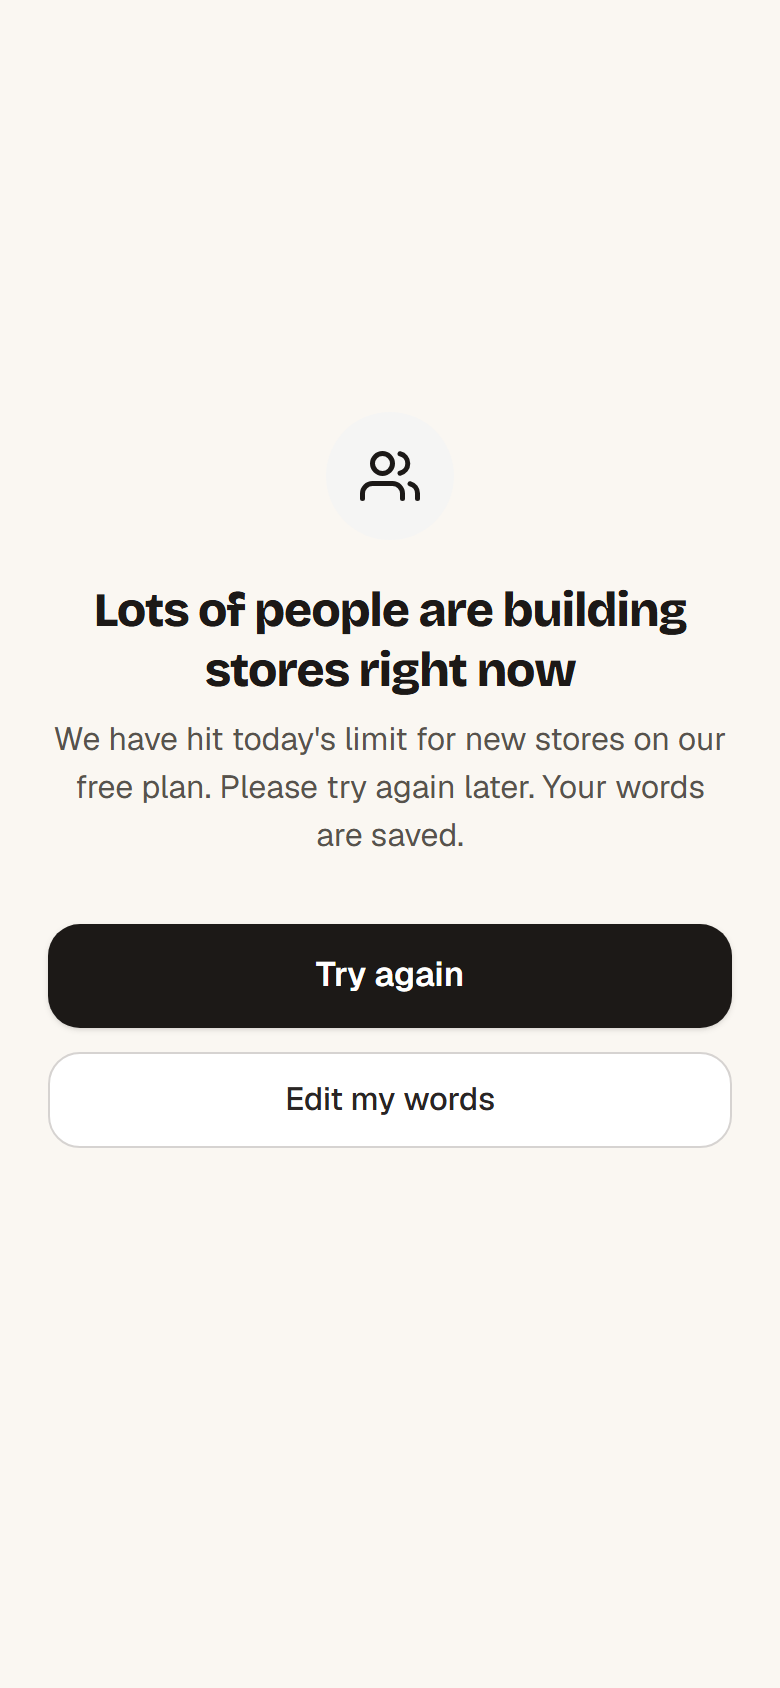 Lots of people are building
stores right now
We have hit today's limit for new stores on our
free plan. Please try again later. Your words
are saved.
Try again
Edit my words